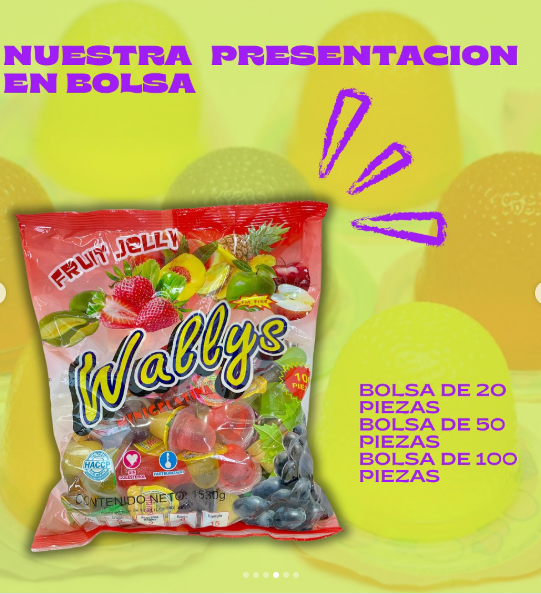 NUESTRA PRESENTACION
EN BOLSA
FRUIT JELLY
Wallys
HACCP
CONTENIDO NETO: 1530g
BOLSA DE 20
PIEZAS
BOLSA DE 50
PIEZAS
BOLSA DE 100
PIEZAS